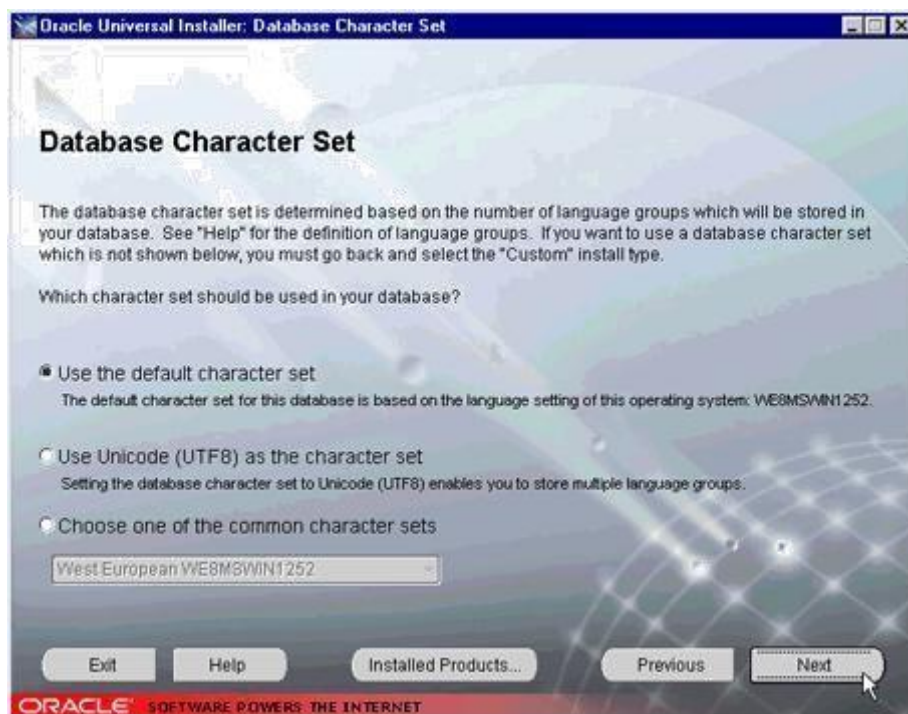 Oracle Universal Installer: Database Character Set
Database Character Set
The database character set is determined based on the number of language groups which will be stored in
your database. See "Help" for the definition of language groups. If you want to use a database character set
which is not shown below, you must go back and select the "Custom" install type.
Which character set should be used in your database?
Use the default character set
The default character set for this database is based on the language setting of this operating system: WE8MSWIN1252.
Use Unicode (UTF8) as the character set
Setting the database character set to Unicode (UTF8) enables you to store multiple language groups.
Choose one of the common character sets
West European WE8MSWIN1252
Exit Help Installed Products... Previous Next
ORACLE SOFTWARE POWERS THE INTERNET